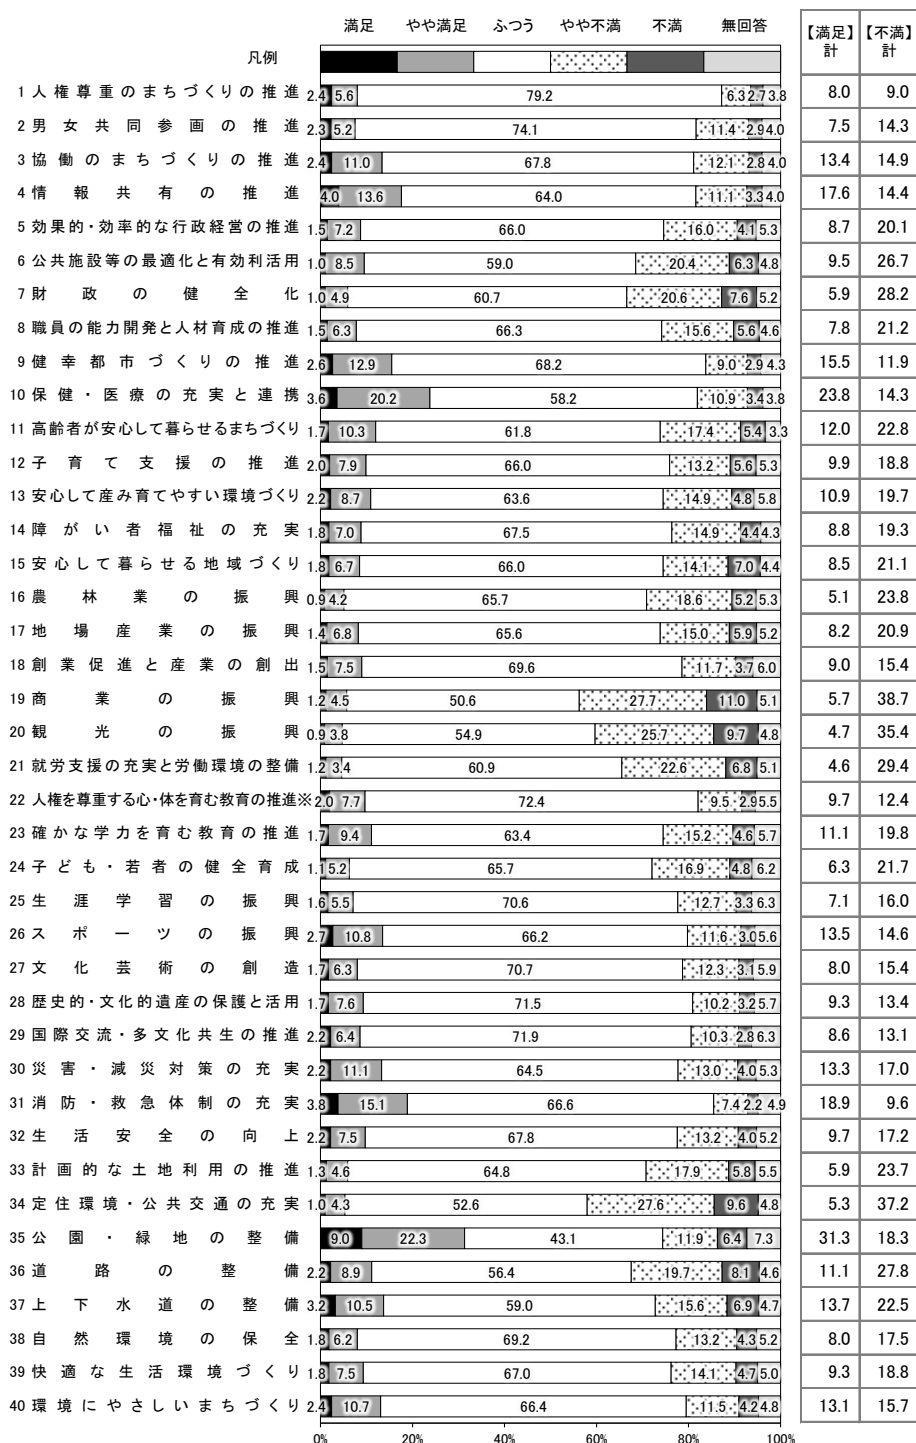 満足 やや満足 ふつう やや不満 不満 無回答 【満足】計 【不満】計
凡例
1 人権尊重のまちづくりの推進 2.4 5.6 79.2 6.3 2.7 3.8 8.0 9.0
2 男女共同参画の推進 2.3 5.2 74.1 11.4 2.9 4.0 7.5 14.3
3 協働のまちづくりの推進 2.4 11.0 67.8 12.1 2.8 4.0 13.4 14.9
4 情報共有の推進 4.0 13.6 64.0 11.1 3.3 4.0 17.6 14.4
5 効果的・効率的な行政経営の推進 1.5 7.2 66.0 16.0 4.1 5.3 8.7 20.1
6 公共施設等の最適化と有効利活用 1.0 8.5 59.0 20.4 6.3 4.8 9.5 26.7
7 財政の健全化 1.0 4.9 60.7 20.6 7.6 5.2 5.9 28.2
8 職員の能力開発と人材育成の推進 1.5 6.3 66.3 15.6 5.6 4.6 7.8 21.2
9 健幸都市づくりの推進 2.6 12.9 68.2 9.0 2.9 4.3 15.5 11.9
10 保健・医療の充実と連携 3.6 20.2 58.2 10.9 3.4 3.8 23.8 14.3
11 高齢者が安心して暮らせるまちづくり 1.7 10.3 61.8 17.4 5.4 3.3 12.0 22.8
12 子育て支援の推進 2.0 7.9 66.0 13.2 5.6 5.3 9.9 18.8
13 安心して産み育てやすい環境づくり 2.2 8.7 63.6 14.9 4.8 5.8 10.9 19.7
14 障がい者福祉の充実 1.8 7.0 67.5 14.9 4.4 4.3 8.8 19.3
15 安心して暮らせる地域づくり 1.8 6.7 66.0 14.1 7.0 4.4 8.5 21.1
16 農林業の振興 0.9 4.2 65.7 18.6 5.2 5.3 5.1 23.8
17 地場産業の振興 1.4 6.8 65.6 15.0 5.9 5.2 8.2 20.9
18 創業促進と産業の創出 1.5 7.5 69.6 11.7 3.7 6.0 9.0 15.4
19 商業の振興 1.2 4.5 50.6 27.7 11.0 5.1 5.7 38.7
20 観光の振興 0.9 3.8 54.9 25.7 9.7 4.8 4.7 35.4
21 就労支援の充実と労働環境の整備 1.2 3.4 60.9 22.6 6.8 5.1 4.6 29.4
22 人権を尊重する心・体を育む教育の推進※ 2.0 7.7 72.4 9.5 2.9 5.5 9.7 12.4
23 確かな学力を育む教育の推進 1.7 9.4 63.4 15.2 4.6 5.7 11.1 19.8
24 子ども・若者の健全育成 1.1 5.2 65.7 16.9 4.8 6.2 6.3 21.7
25 生涯学習の振興 1.6 5.5 70.6 12.7 3.3 6.3 7.1 16.0
26 スポーツの振興 2.7 10.8 66.2 11.6 3.0 5.6 13.5 14.6
27 文化芸術の創造 1.7 6.3 70.7 12.3 3.1 5.9 8.0 15.4
28 歴史的・文化的遺産の保護と活用 1.7 7.6 71.5 10.2 3.2 5.7 9.3 13.4
29 国際交流・多文化共生の推進 2.2 6.4 71.9 10.3 2.8 6.3 8.6 13.1
30 災害・減災対策の充実 2.2 11.1 64.5 13.0 4.0 5.3 13.3 17.0
31 消防・救急体制の充実 3.8 15.1 66.6 7.4 2.2 4.9 18.9 9.6
32 生活安全の向上 2.2 7.5 67.8 13.2 4.0 5.2 9.7 17.2
33 計画的な土地利用の推進 1.3 4.6 64.8 17.9 5.8 5.5 5.9 23.7
34 定住環境・公共交通の充実 1.0 4.3 52.6 27.6 9.6 4.8 5.3 37.2
35 公園・緑地の整備 9.0 22.3 43.1 11.9 6.4 7.3 31.3 18.3
36 道路の整備 2.2 8.9 56.4 19.7 8.1 4.6 11.1 27.8
37 上下水道の整備 3.2 10.5 59.0 15.6 6.9 4.7 13.7 22.5
38 自然環境の保全 1.8 6.2 69.2 13.2 4.3 5.2 8.0 17.5
39 快適な生活環境づくり 1.8 7.5 67.0 14.1 4.7 5.0 9.3 18.8
40 環境にやさしいまちづくり 2.4 10.7 66.4 11.5 4.2 4.8 13.1 15.7
0% 20% 40% 60% 80% 100%